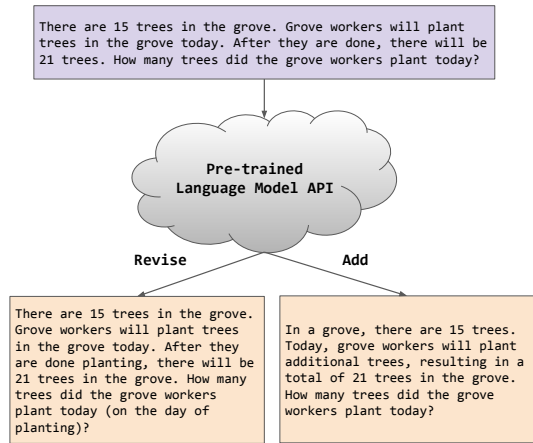 There are 15 trees in the grove. Grove workers will plant
trees in the grove today. After they are done, there will be
21 trees. How many trees did the grove workers plant today?
Pre-trained
Language Model API
Revise
Add
There are 15 trees in the grove.
Grove workers will plant trees
in the grove today. After they
are done planting, there will be
21 trees in the grove. How many
trees did the grove workers
plant today (on the day of
planting)?
In a grove, there are 15 trees.
Today, grove workers will plant
additional trees, resulting in a
total of 21 trees in the grove.
How many trees did the grove
workers plant today?